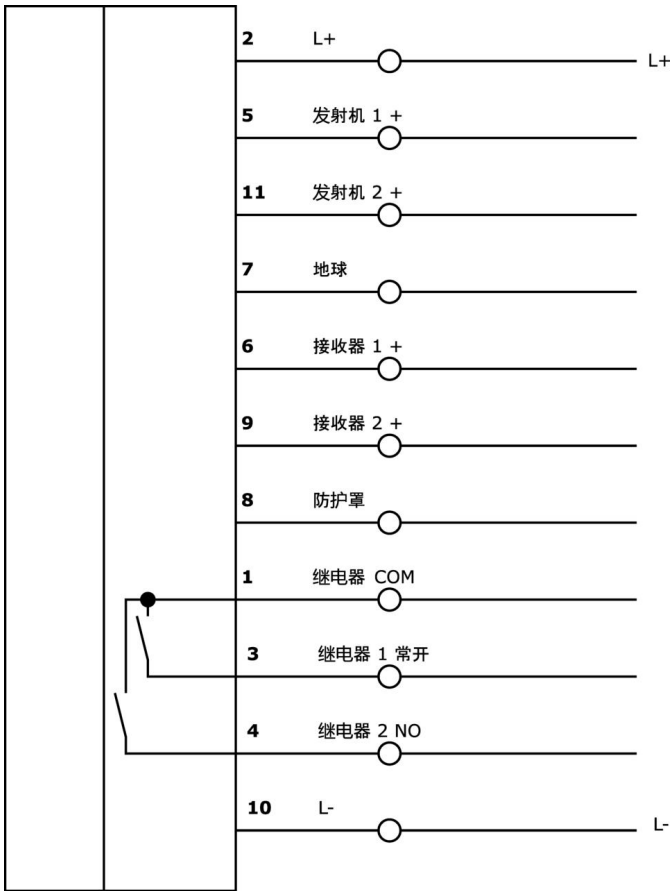 2 L+
L+
5 发射机 1 +
11 发射机 2 +
7 地球
6 接收器 1 +
9 接收器 2 +
8 防护罩
1 继电器 COM
3 继电器 1 常开
4 继电器 2 NO
10 L-
L-